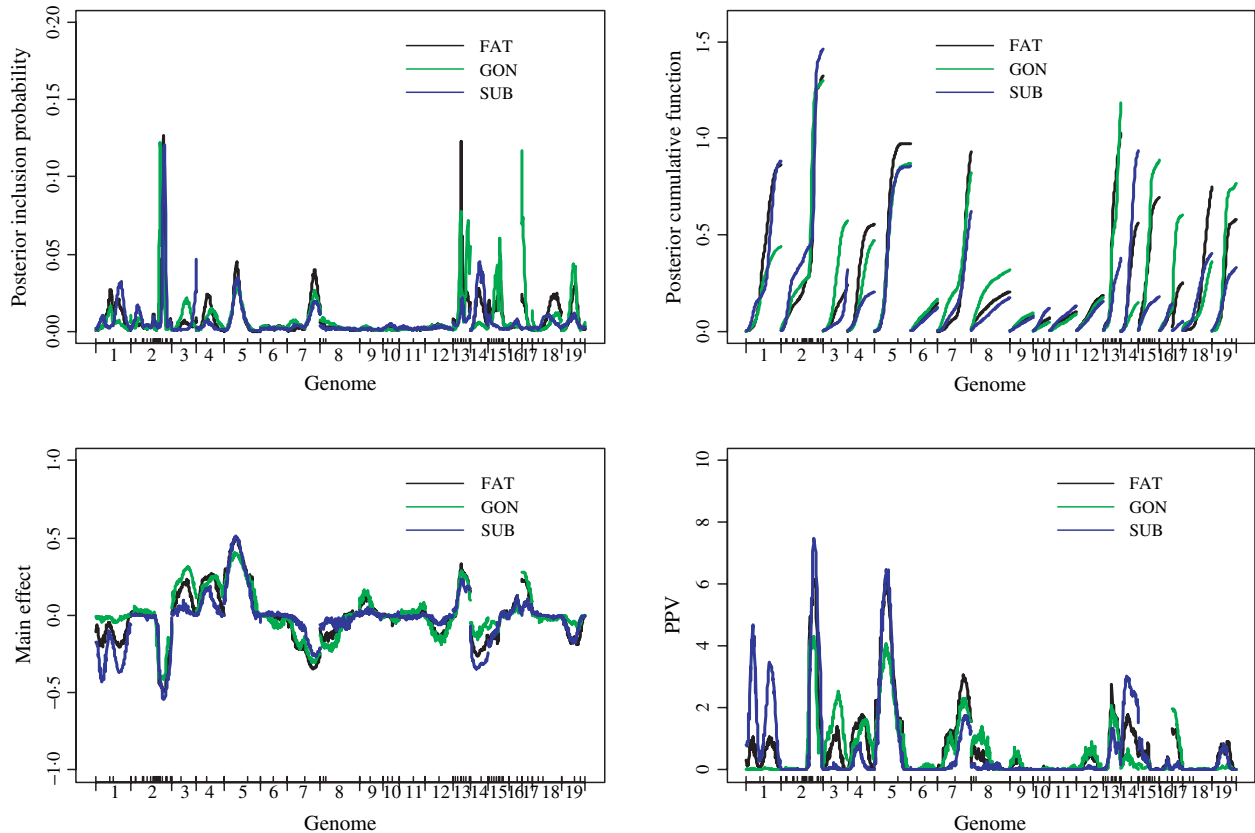 Posterior inclusion probability
0·20
0·15
0·10
0·05
0·00
FAT
GON
SUB
1 2 3 4 5 6 7 8 9 10 11 12 13 14 15 16 17 18 19
Genome
Posterior cumulative function
1·5
1·0
0·5
0·0
FAT
GON
SUB
1 2 3 4 5 6 7 8 9 10 11 12 13 14 15 16 17 18 19
Genome
Main effect
1·0
0·5
0·0
−0·5
−1·0
FAT
GON
SUB
1 2 3 4 5 6 7 8 9 10 11 12 13 14 15 16 17 18 19
Genome
PPV
10
8
6
4
2
0
FAT
GON
SUB
1 2 3 4 5 6 7 8 9 10 11 12 13 14 15 16 17 18 19
Genome